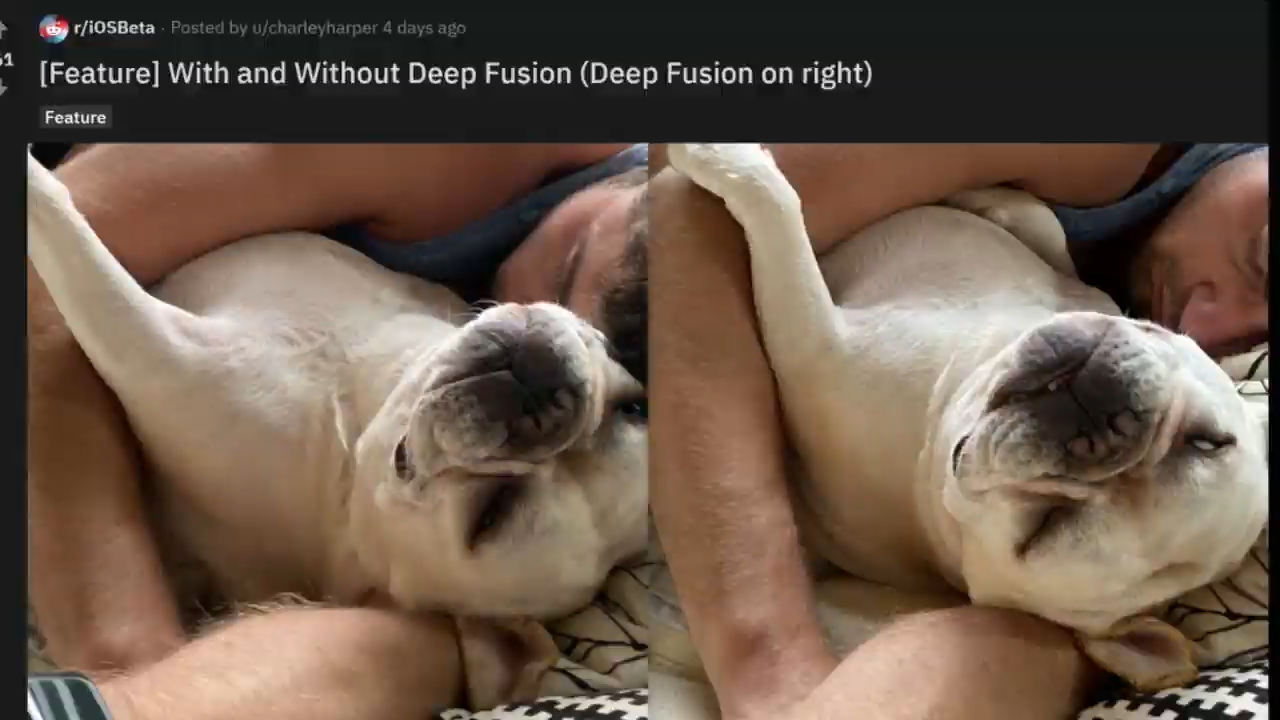 r/iOSBeta · Posted by u/charleyharper 4 days ago
[Feature] With and Without Deep Fusion (Deep Fusion on right)
Feature